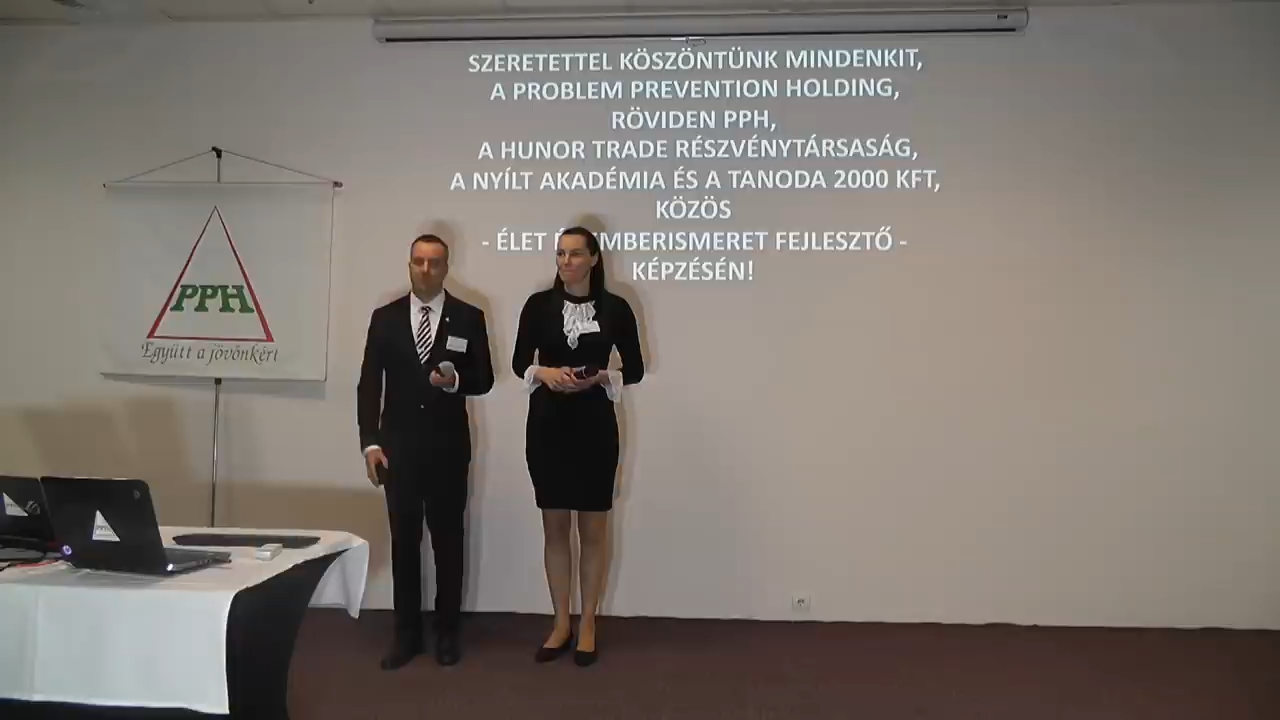 SZERETETTEL KÖSZÖNTÜNK MINDENKIT,
A PROBLEM PREVENTION HOLDING,
RÖVIDEN PPH,
A HUNOR TRADE RÉSZVÉNYTÁRSASÁG,
A NYÍLT AKADÉMIA ÉS A TANODA 2000 KFT,
KÖZÖS
- ÉLET EMBERISMERET FEJLESZTŐ -
KÉPZÉSÉN!
PPH
Együtt a jövőnkért